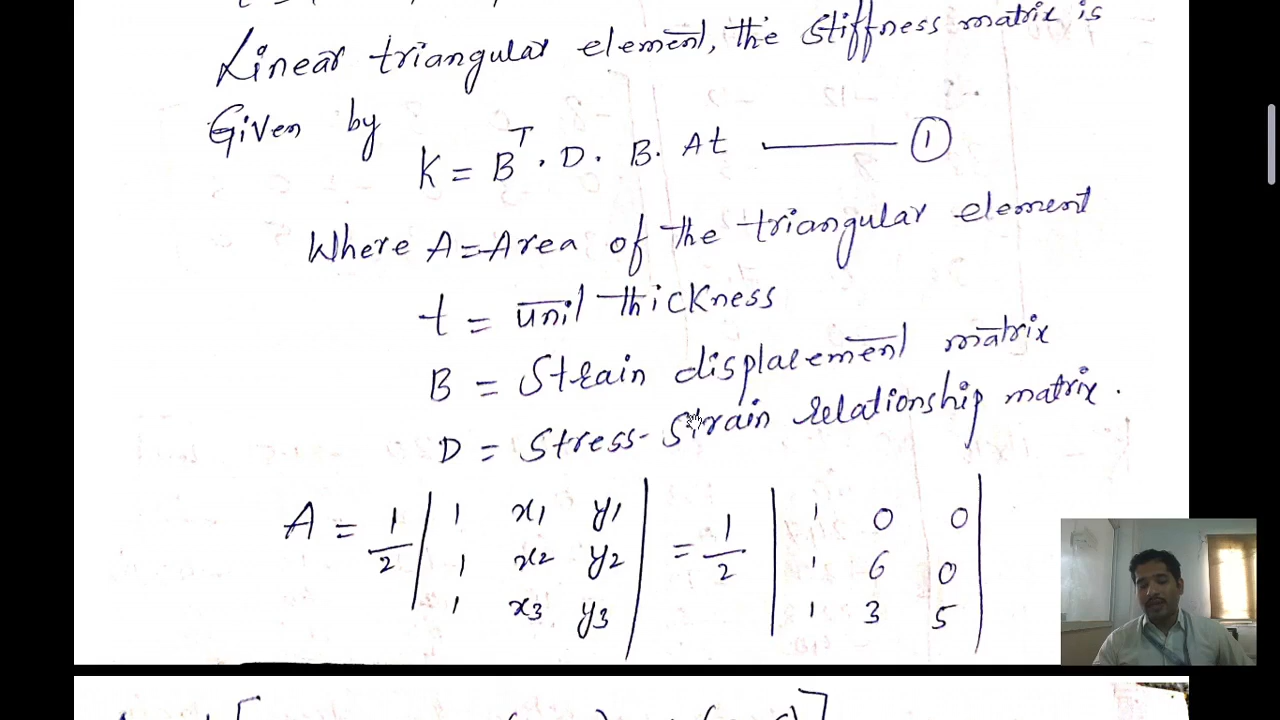 Linear triangular element, the stiffness matrix is
Given by
K = B^T . D . B . At ——— ①
Where A = Area of the triangular element
t = unit thickness
B = Strain displacement matrix
D = Stress-strain relationship matrix.
A = 1/2 | 1 x1 y1 | = 1/2 | 1 0 0 |
| 1 x2 y2 | | 1 6 0 |
| 1 x3 y3 | | 1 3 5 |